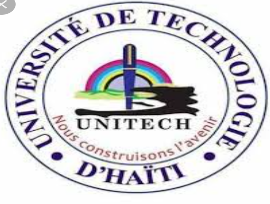 UNIVERSITÉ DE TECHNOLOGIE
D'HAÏTI
UNITECH
Nous construisons l'avenir